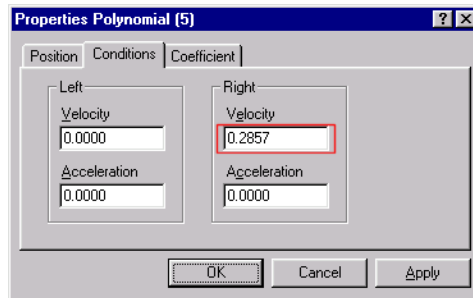 Properties Polynomial (5)
Position Conditions Coefficient
Left Right
Velocity Velocity
0.0000 0.2857
Acceleration Acceleration
0.0000 0.0000
OK Cancel Apply